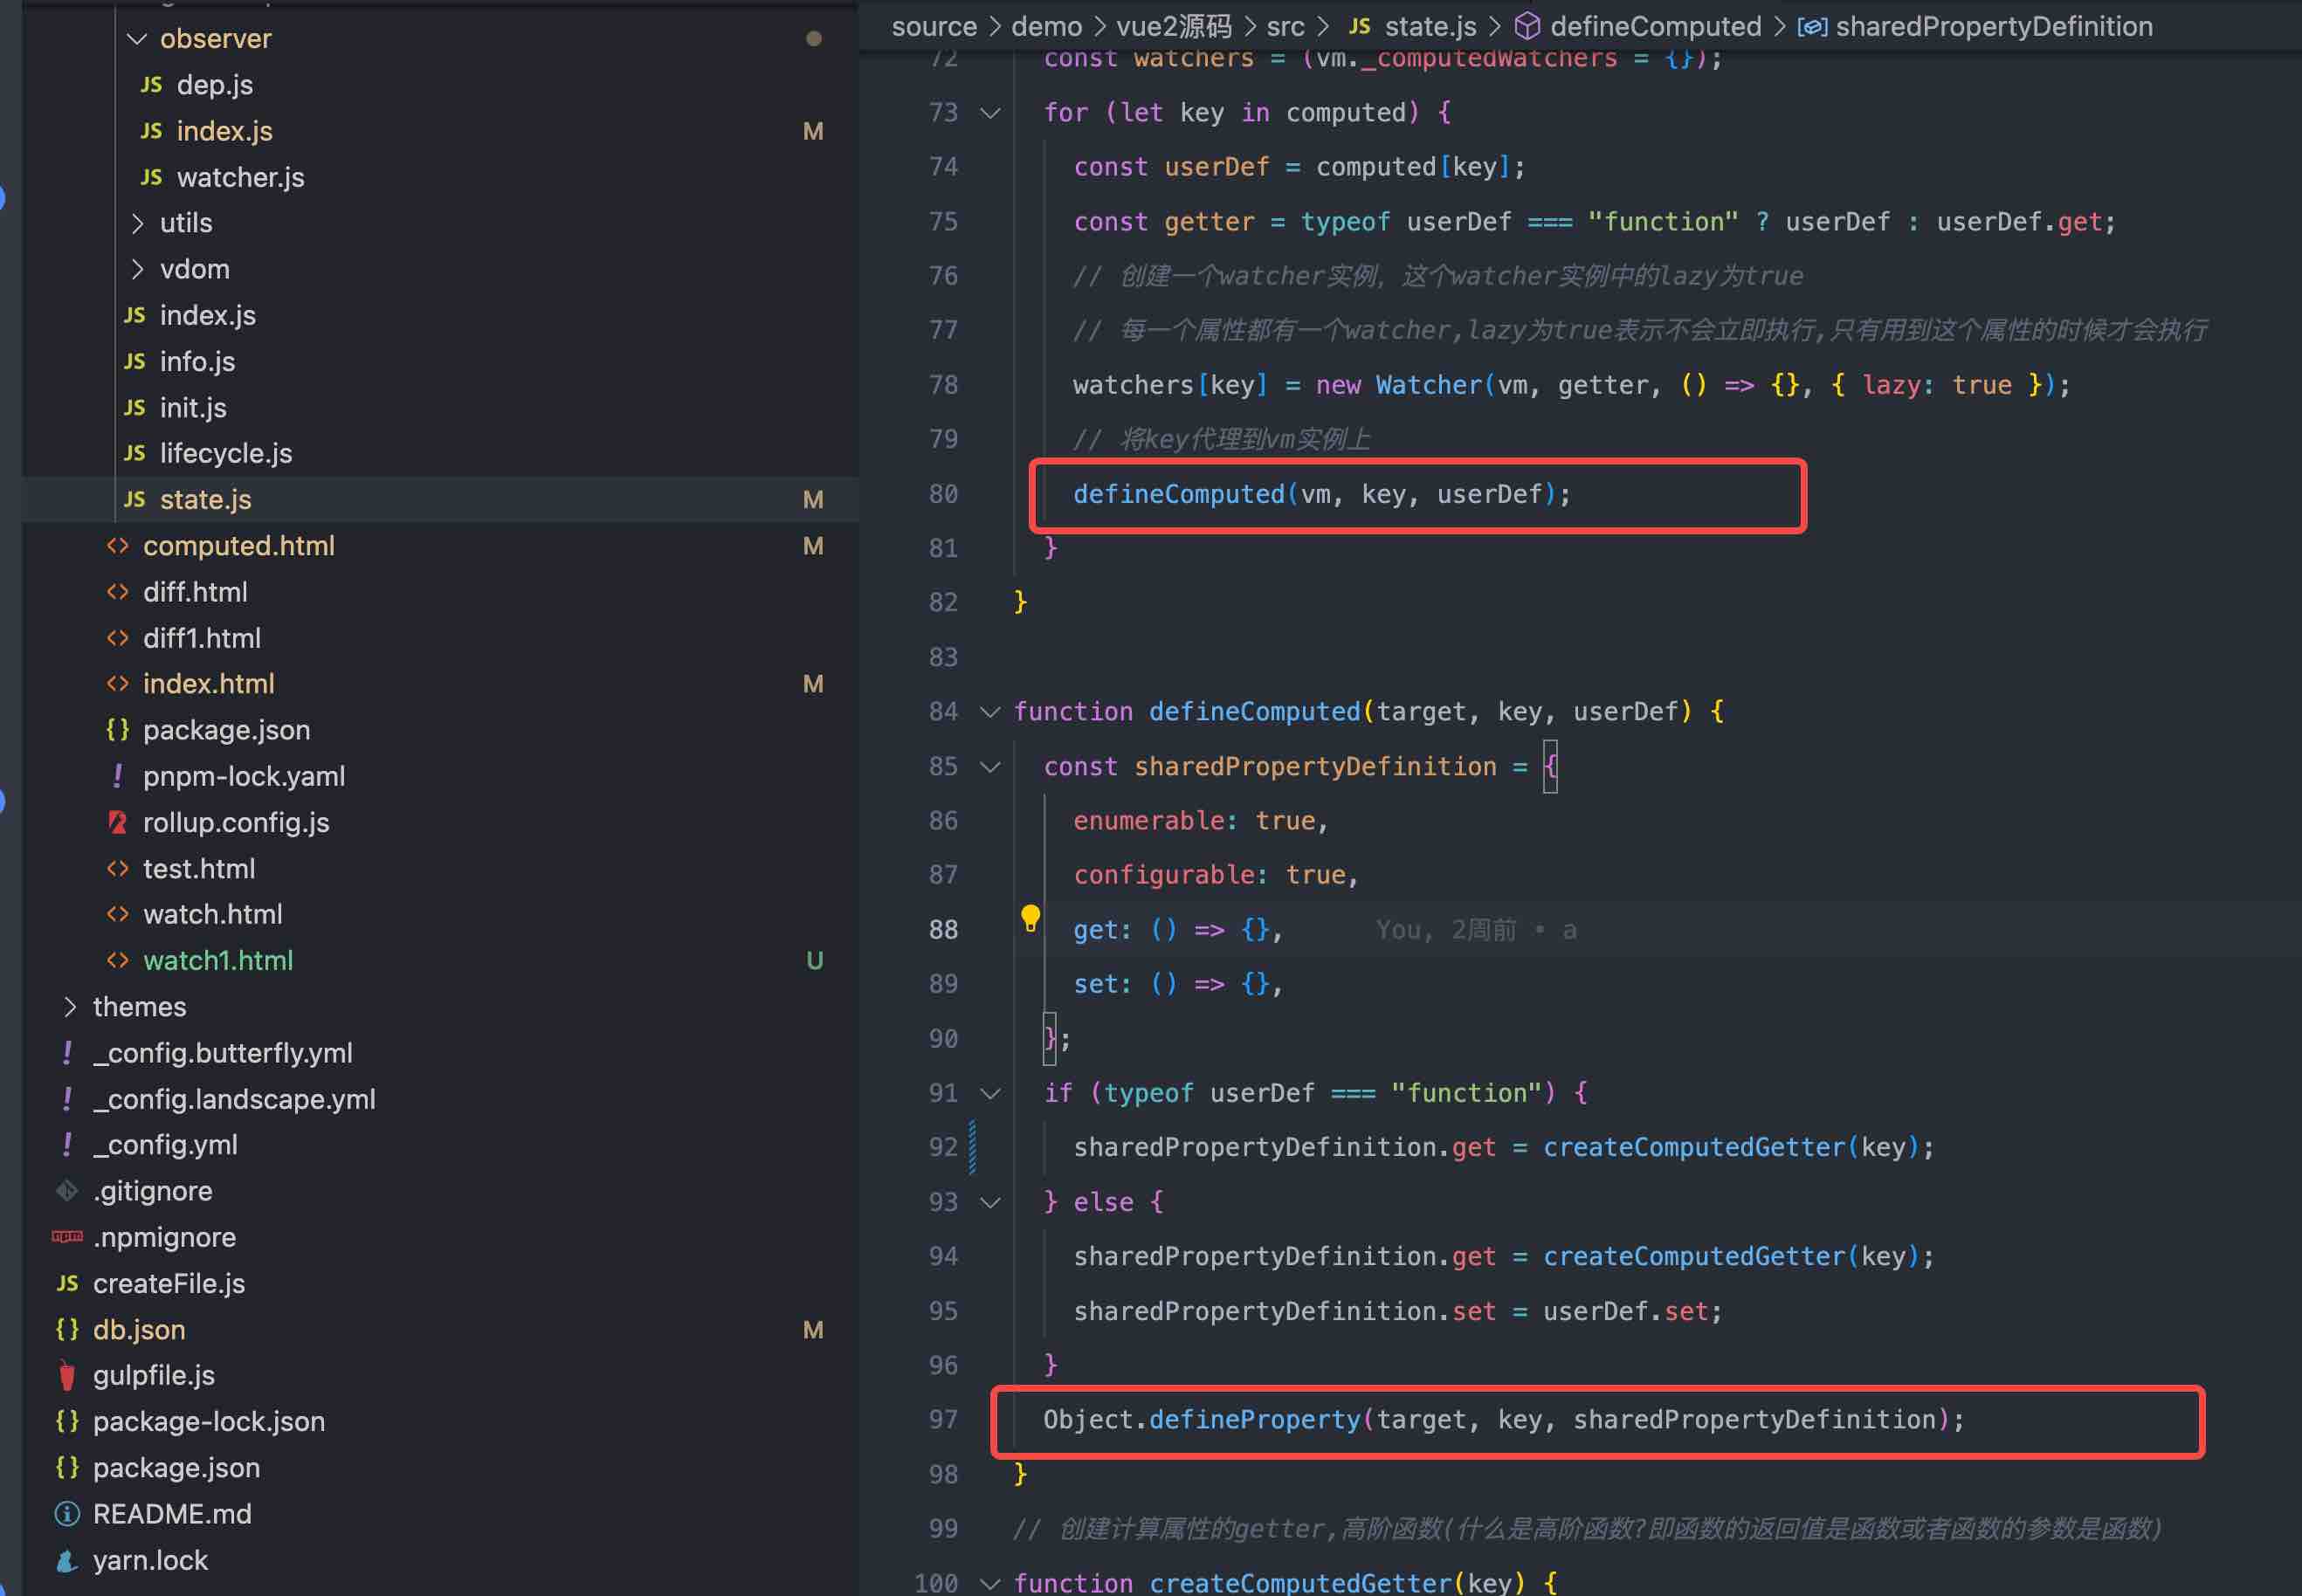 observer
dep.js
index.js M
watcher.js
utils
vdom
index.js
info.js
init.js
lifecycle.js
state.js M
computed.html M
diff.html
diff1.html
index.html M
package.json
pnpm-lock.yaml
rollup.config.js
test.html
watch.html
watch1.html U
themes
_config.butterfly.yml
_config.landscape.yml
_config.yml
.gitignore
.npmignore
createFile.js
db.json M
gulpfile.js
package-lock.json
package.json
README.md
yarn.lock
source > demo > vue2源码 > src > JS state.js > defineComputed > sharedPropertyDefinition
72 const watchers = (vm._computedWatchers = {});
73 for (let key in computed) {
74 const userDef = computed[key];
75 const getter = typeof userDef === "function" ? userDef : userDef.get;
76 // 创建一个watcher实例, 这个watcher实例中的lazy为true
77 // 每一个属性都有一个watcher,lazy为true表示不会立即执行,只有用到这个属性的时候才会执行
78 watchers[key] = new Watcher(vm, getter, () => {}, { lazy: true });
79 // 将key代理到vm实例上
80 defineComputed(vm, key, userDef);
81 }
82 }
83
84 function defineComputed(target, key, userDef) {
85 const sharedPropertyDefinition = {
86 enumerable: true,
87 configurable: true,
88 get: () => {}, You, 2周前 • a
89 set: () => {},
90 };
91 if (typeof userDef === "function") {
92 sharedPropertyDefinition.get = createComputedGetter(key);
93 } else {
94 sharedPropertyDefinition.get = createComputedGetter(key);
95 sharedPropertyDefinition.set = userDef.set;
96 }
97 Object.defineProperty(target, key, sharedPropertyDefinition);
98 }
99 // 创建计算属性的getter,高阶函数(什么是高阶函数?即函数的返回值是函数或者函数的参数是函数)
100 function createComputedGetter(key) {